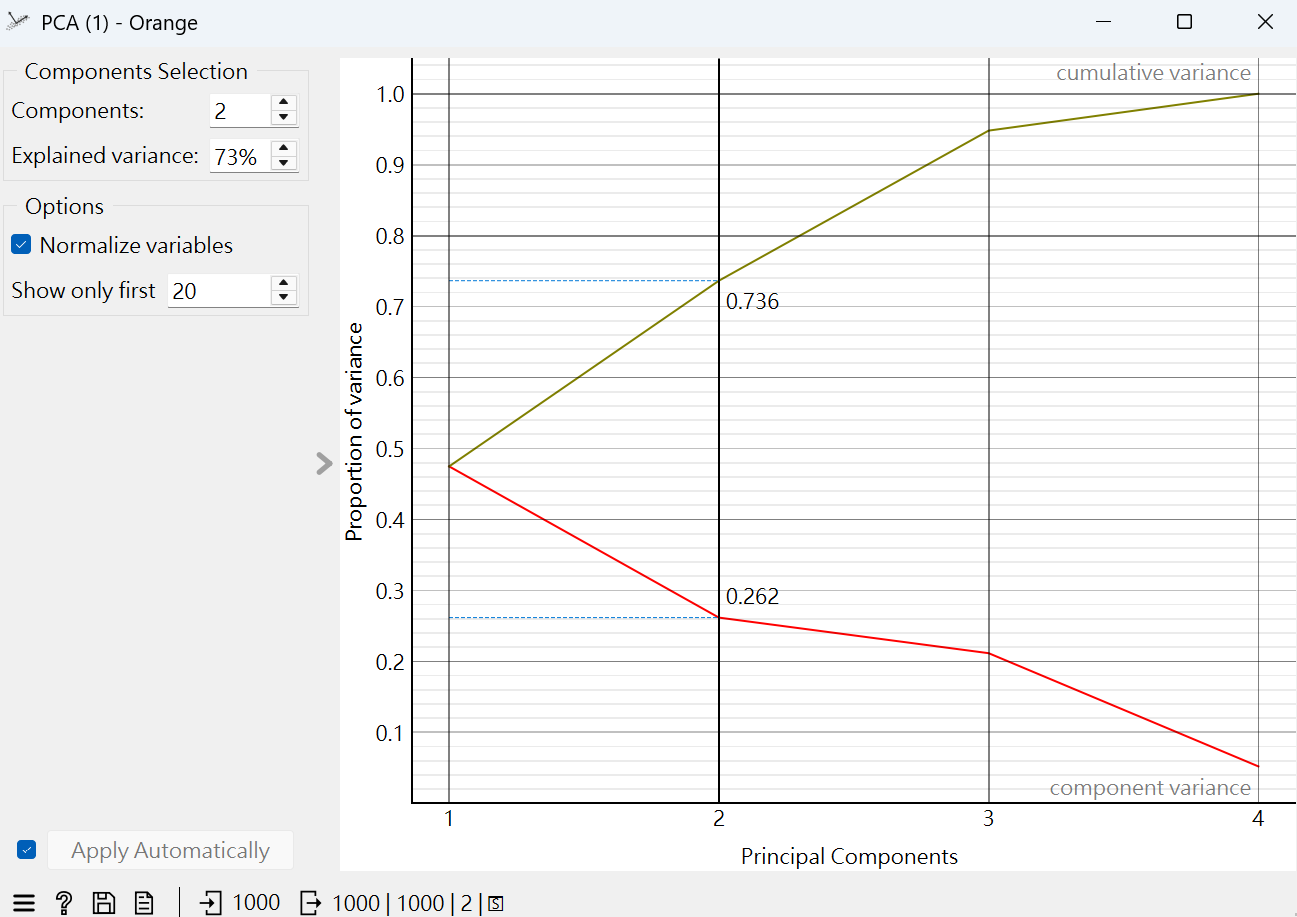 PCA (1) - Orange
Components Selection
Components: 2
Explained variance: 73%
Options
Normalize variables
Show only first 20
Apply Automatically
cumulative variance
1.0
0.9
0.8
0.7
0.6
0.5
0.4
0.3
0.2
0.1
Proportion of variance
0.736
0.262
component variance
1 2 3 4
Principal Components
? 1000 1000 | 1000 | 2 | S